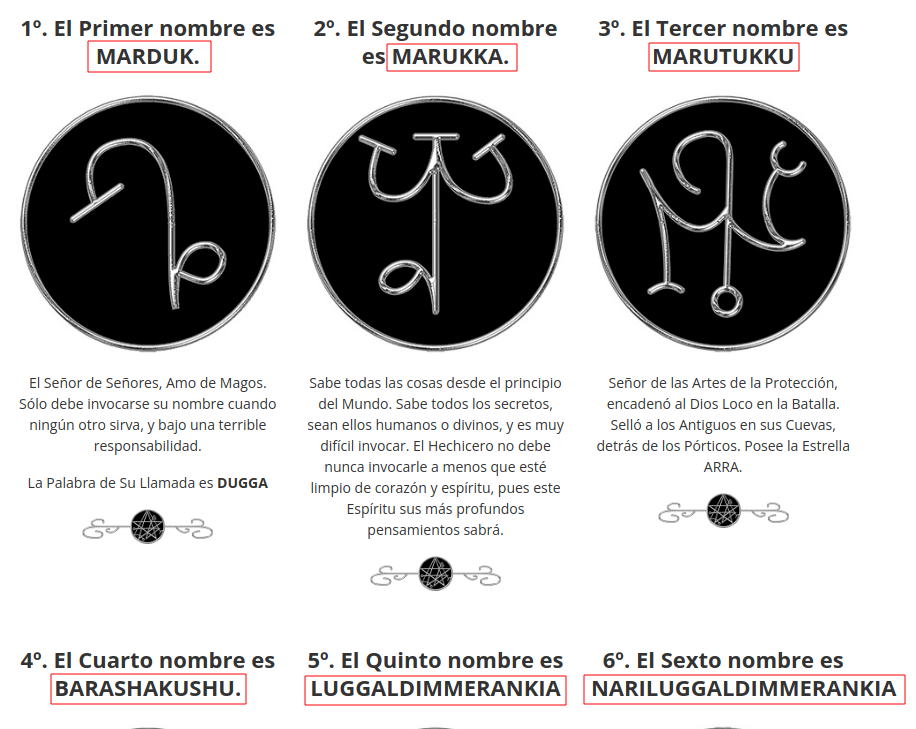 1º. El Primer nombre es
MARDUK.
2º. El Segundo nombre
es MARUKKA.
3º. El Tercer nombre es
MARUTUKKU
El Señor de Señores, Amo de Magos.
Sólo debe invocarse su nombre cuando
ningún otro sirva, y bajo una terrible
responsabilidad.
La Palabra de Su Llamada es DUGGA
Sabe todas las cosas desde el principio
del Mundo. Sabe todos los secretos,
sean ellos humanos o divinos, y es muy
difícil invocar. El Hechicero no debe
nunca invocarle a menos que esté
limpio de corazón y espíritu, pues este
Espíritu sus más profundos
pensamientos sabrá.
Señor de las Artes de la Protección,
encadenó al Dios Loco en la Batalla.
Selló a los Antiguos en sus Cuevas,
detrás de los Pórticos. Posee la Estrella
ARRA.
4º. El Cuarto nombre es
BARASHAKUSHU.
5º. El Quinto nombre es
LUGGALDIMMERANKIA
6º. El Sexto nombre es
NARILUGGALDIMMERANKIA